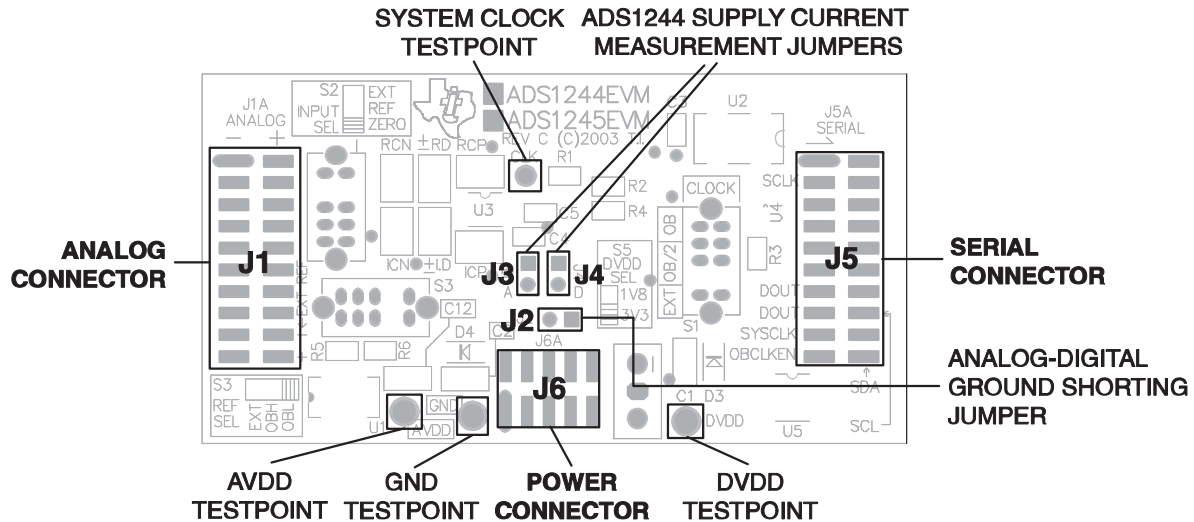 SYSTEM CLOCK
TESTPOINT
ADS1244 SUPPLY CURRENT
MEASUREMENT JUMPERS
J1A
ANALOG
S2
INPUT
SEL
EXT
REF
ZERO
ADS1244EVM
ADS1245EVM
REV C (C)2003 T.I.
C3
U2
J5A
SERIAL
RCN
±RD
RCP
CLK
R1
R2
R4
U3
C5
C4
CLOCK
EXT OB/2 OB
SCLK
U4
R3
ANALOG
CONNECTOR
J1
ICN
±I.D
ICP
J3
A
J4
D
S5
DVDD
SEL
1V8
3V3
J5
SERIAL
CONNECTOR
EXT REF
S3
C12
J2
J6A
S1
DOUT
DOUT
SYSCLK
OBCLKEN
R5
R6
D4
C2
J6
SDA
SCL
ANALOG-DIGITAL
GROUND SHORTING
JUMPER
S3
REF
SEL
EXT
OBH
OBL
U1
GND
AVDD
C1
D3
DVDD
U5
AVDD
TESTPOINT
GND
TESTPOINT
POWER
CONNECTOR
DVDD
TESTPOINT